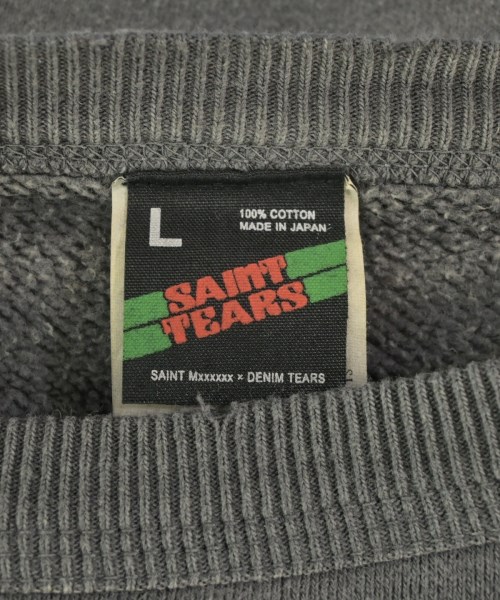 L
100% COTTON
MADE IN JAPAN
SAINT
TEARS
SAINT Mxxxxxx × DENIM TEARS